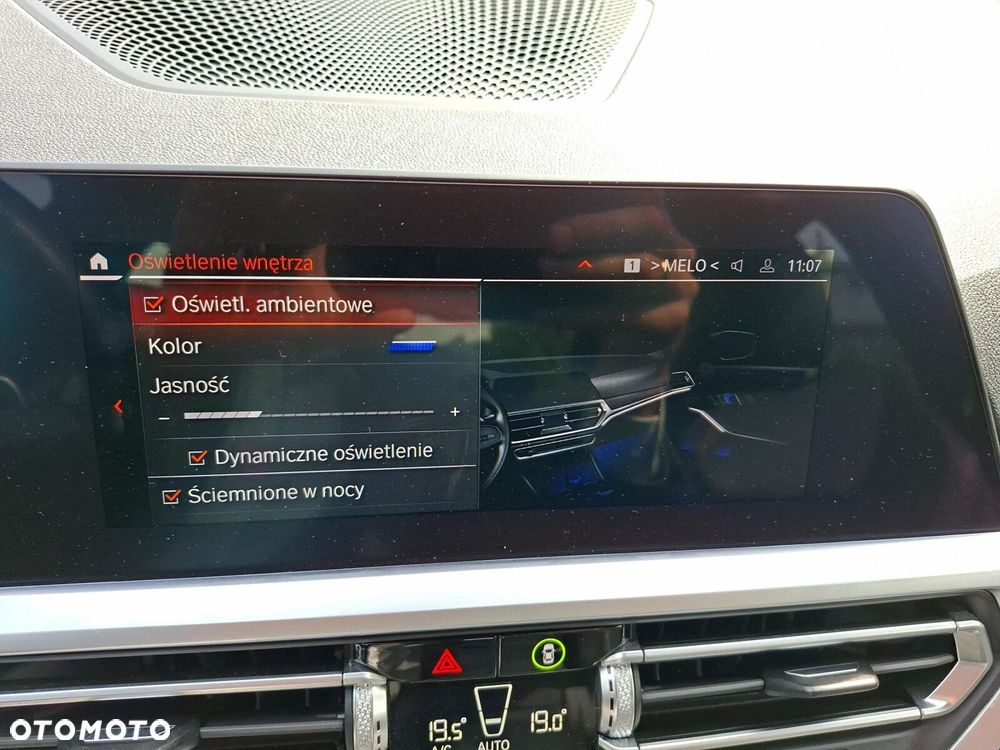 Oświetlenie wnętrza
1 >MELO< 11:07
Oświetl. ambientowe
Kolor
Jasność
− +
Dynamiczne oświetlenie
Ściemnione w nocy
19.5° 19.0°
A/C AUTO
OTOMOTO